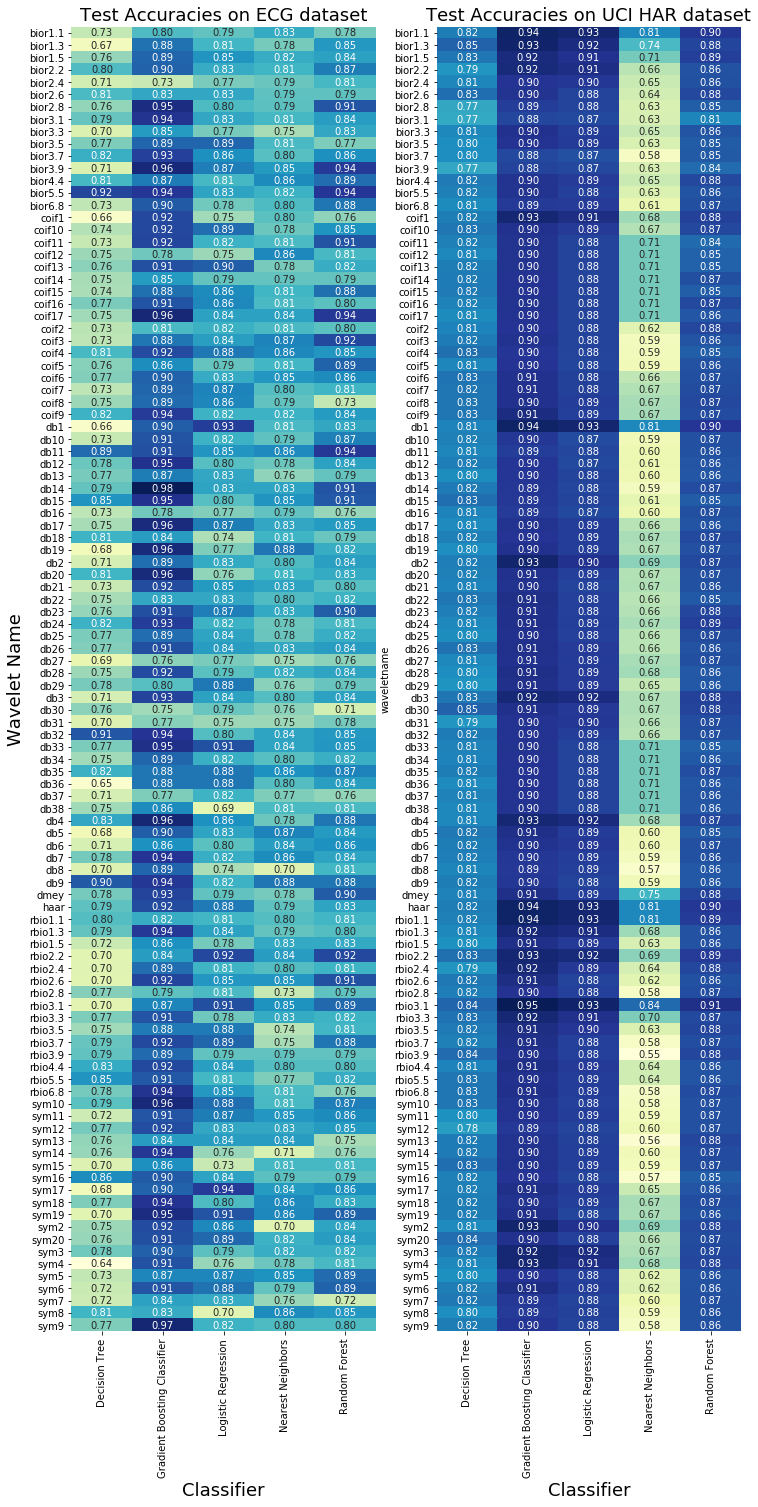 Test Accuracies on ECG dataset Test Accuracies on UCI HAR dataset
bior1.1 0.73 0.80 0.79 0.83 0.78 bior1.1 0.82 0.94 0.93 0.81 0.90
bior1.3 0.67 0.88 0.81 0.78 0.85 bior1.3 0.85 0.93 0.92 0.74 0.88
bior1.5 0.76 0.89 0.85 0.82 0.84 bior1.5 0.83 0.92 0.91 0.71 0.89
bior2.2 0.80 0.90 0.83 0.81 0.87 bior2.2 0.79 0.92 0.91 0.66 0.86
bior2.4 0.71 0.73 0.77 0.79 0.81 bior2.4 0.81 0.90 0.90 0.65 0.86
bior2.6 0.81 0.83 0.83 0.79 0.79 bior2.6 0.83 0.90 0.88 0.64 0.88
bior2.8 0.76 0.95 0.80 0.79 0.91 bior2.8 0.77 0.89 0.88 0.63 0.85
bior3.1 0.79 0.94 0.83 0.81 0.84 bior3.1 0.77 0.88 0.87 0.63 0.81
bior3.3 0.70 0.85 0.77 0.75 0.83 bior3.3 0.81 0.90 0.89 0.65 0.86
bior3.5 0.77 0.89 0.89 0.81 0.77 bior3.5 0.80 0.90 0.89 0.63 0.85
bior3.7 0.82 0.93 0.86 0.80 0.86 bior3.7 0.80 0.88 0.87 0.58 0.85
bior3.9 0.71 0.96 0.87 0.85 0.94 bior3.9 0.77 0.88 0.87 0.63 0.84
bior4.4 0.81 0.87 0.81 0.86 0.89 bior4.4 0.82 0.90 0.89 0.65 0.88
bior5.5 0.92 0.94 0.83 0.82 0.94 bior5.5 0.82 0.90 0.88 0.63 0.86
bior6.8 0.73 0.90 0.78 0.80 0.88 bior6.8 0.81 0.89 0.89 0.61 0.87
coif1 0.66 0.92 0.75 0.80 0.76 coif1 0.82 0.93 0.91 0.68 0.88
coif10 0.74 0.92 0.89 0.78 0.85 coif10 0.83 0.90 0.89 0.67 0.87
coif11 0.73 0.92 0.82 0.81 0.91 coif11 0.82 0.90 0.88 0.71 0.84
coif12 0.75 0.78 0.75 0.86 0.81 coif12 0.81 0.90 0.88 0.71 0.85
coif13 0.76 0.91 0.90 0.78 0.82 coif13 0.82 0.90 0.88 0.71 0.85
coif14 0.75 0.85 0.79 0.79 0.79 coif14 0.82 0.90 0.88 0.71 0.87
coif15 0.74 0.88 0.86 0.81 0.88 coif15 0.81 0.90 0.88 0.71 0.85
coif16 0.77 0.91 0.86 0.81 0.80 coif16 0.82 0.90 0.88 0.71 0.87
coif17 0.75 0.96 0.84 0.84 0.94 coif17 0.81 0.90 0.88 0.71 0.86
coif2 0.73 0.81 0.82 0.81 0.80 coif2 0.81 0.90 0.88 0.62 0.88
coif3 0.73 0.88 0.84 0.87 0.92 coif3 0.82 0.90 0.88 0.59 0.86
coif4 0.81 0.92 0.88 0.86 0.85 coif4 0.83 0.90 0.88 0.59 0.85
coif5 0.76 0.86 0.79 0.81 0.89 coif5 0.81 0.90 0.88 0.59 0.86
coif6 0.77 0.90 0.83 0.85 0.86 coif6 0.83 0.91 0.88 0.66 0.87
coif7 0.73 0.89 0.87 0.80 0.81 coif7 0.82 0.91 0.88 0.67 0.87
coif8 0.75 0.89 0.86 0.79 0.73 coif8 0.83 0.90 0.89 0.67 0.87
coif9 0.82 0.94 0.82 0.82 0.84 coif9 0.83 0.91 0.89 0.67 0.87
db1 0.66 0.90 0.93 0.81 0.83 db1 0.81 0.94 0.93 0.81 0.90
db10 0.73 0.91 0.82 0.79 0.87 db10 0.82 0.90 0.87 0.59 0.87
db11 0.89 0.91 0.85 0.86 0.94 db11 0.81 0.89 0.88 0.60 0.86
db12 0.78 0.95 0.80 0.78 0.84 db12 0.82 0.90 0.87 0.61 0.86
db13 0.77 0.87 0.83 0.76 0.79 db13 0.80 0.90 0.88 0.60 0.86
db14 0.79 0.98 0.83 0.83 0.91 db14 0.82 0.89 0.88 0.59 0.87
db15 0.85 0.95 0.80 0.85 0.91 db15 0.83 0.89 0.88 0.61 0.85
db16 0.73 0.78 0.77 0.79 0.76 db16 0.81 0.89 0.87 0.60 0.87
db17 0.75 0.96 0.87 0.83 0.85 db17 0.81 0.90 0.89 0.66 0.86
db18 0.81 0.84 0.74 0.81 0.79 db18 0.81 0.90 0.89 0.67 0.87
db19 0.68 0.96 0.77 0.88 0.82 db19 0.80 0.90 0.89 0.67 0.86
db2 0.71 0.89 0.83 0.80 0.84 db2 0.82 0.93 0.90 0.69 0.87
db20 0.81 0.96 0.76 0.81 0.83 db20 0.82 0.91 0.89 0.67 0.87
db21 0.73 0.92 0.85 0.83 0.80 db21 0.82 0.90 0.88 0.67 0.86
db22 0.75 0.83 0.83 0.80 0.82 db22 0.83 0.91 0.88 0.66 0.85
db23 0.76 0.91 0.87 0.83 0.90 db23 0.82 0.91 0.88 0.66 0.88
db24 0.82 0.93 0.82 0.78 0.81 db24 0.82 0.91 0.89 0.67 0.89
db25 0.77 0.89 0.84 0.78 0.82 db25 0.80 0.90 0.88 0.67 0.87
db26 0.77 0.91 0.84 0.83 0.84 db26 0.83 0.91 0.89 0.66 0.86
db27 0.69 0.76 0.77 0.75 0.76 db27 0.81 0.91 0.89 0.67 0.87
db28 0.75 0.92 0.79 0.82 0.84 db28 0.80 0.91 0.89 0.68 0.86
db29 0.78 0.80 0.88 0.76 0.79 db29 0.80 0.91 0.89 0.65 0.86
db3 0.71 0.93 0.84 0.80 0.84 db3 0.83 0.92 0.92 0.67 0.88
db30 0.76 0.75 0.79 0.76 0.71 db30 0.85 0.91 0.89 0.67 0.88
db31 0.70 0.77 0.75 0.75 0.78 db31 0.79 0.90 0.90 0.66 0.87
db32 0.91 0.94 0.80 0.84 0.85 db32 0.82 0.90 0.89 0.66 0.87
db33 0.77 0.95 0.91 0.84 0.85 db33 0.81 0.90 0.88 0.71 0.85
db34 0.75 0.89 0.82 0.80 0.82 db34 0.81 0.90 0.88 0.71 0.86
db35 0.82 0.88 0.88 0.86 0.87 db35 0.82 0.90 0.88 0.71 0.87
db36 0.65 0.88 0.88 0.80 0.84 db36 0.82 0.90 0.88 0.71 0.87
db37 0.71 0.77 0.82 0.77 0.76 db37 0.81 0.90 0.88 0.71 0.86
db38 0.75 0.86 0.69 0.81 0.81 db38 0.81 0.90 0.88 0.71 0.86
db4 0.83 0.96 0.86 0.78 0.88 db4 0.81 0.93 0.92 0.68 0.87
db5 0.68 0.90 0.83 0.87 0.84 db5 0.82 0.91 0.89 0.60 0.85
db6 0.71 0.86 0.80 0.84 0.86 db6 0.82 0.90 0.89 0.60 0.87
db7 0.78 0.94 0.82 0.86 0.84 db7 0.82 0.90 0.89 0.59 0.86
db8 0.70 0.89 0.74 0.70 0.81 db8 0.81 0.89 0.89 0.57 0.86
db9 0.90 0.94 0.82 0.88 0.88 db9 0.82 0.90 0.88 0.59 0.86
dmey 0.78 0.93 0.79 0.78 0.90 dmey 0.81 0.91 0.89 0.75 0.88
haar 0.79 0.92 0.88 0.79 0.83 haar 0.82 0.94 0.93 0.81 0.90
rbio1.1 0.80 0.82 0.81 0.80 0.81 rbio1.1 0.82 0.94 0.93 0.81 0.89
rbio1.3 0.79 0.94 0.84 0.79 0.80 rbio1.3 0.81 0.92 0.91 0.68 0.86
rbio1.5 0.72 0.86 0.78 0.83 0.83 rbio1.5 0.80 0.91 0.89 0.63 0.86
rbio2.2 0.70 0.84 0.92 0.84 0.92 rbio2.2 0.83 0.93 0.92 0.69 0.89
rbio2.4 0.70 0.89 0.81 0.80 0.81 rbio2.4 0.79 0.92 0.89 0.64 0.88
rbio2.6 0.70 0.92 0.85 0.85 0.91 rbio2.6 0.82 0.91 0.88 0.62 0.86
rbio2.8 0.77 0.79 0.81 0.73 0.79 rbio2.8 0.82 0.90 0.89 0.58 0.87
rbio3.1 0.70 0.87 0.91 0.85 0.89 rbio3.1 0.84 0.95 0.93 0.84 0.91
rbio3.3 0.77 0.91 0.78 0.83 0.82 rbio3.3 0.83 0.92 0.91 0.70 0.87
rbio3.5 0.75 0.88 0.88 0.74 0.81 rbio3.5 0.82 0.91 0.90 0.63 0.88
rbio3.7 0.79 0.92 0.89 0.75 0.88 rbio3.7 0.82 0.91 0.88 0.58 0.87
rbio3.9 0.79 0.89 0.79 0.79 0.79 rbio3.9 0.84 0.90 0.88 0.55 0.88
rbio4.4 0.83 0.92 0.84 0.80 0.80 rbio4.4 0.81 0.91 0.89 0.64 0.86
rbio5.5 0.85 0.91 0.81 0.77 0.82 rbio5.5 0.83 0.90 0.89 0.64 0.86
rbio6.8 0.78 0.94 0.85 0.81 0.76 rbio6.8 0.83 0.91 0.89 0.58 0.87
sym10 0.79 0.96 0.88 0.81 0.87 sym10 0.83 0.90 0.88 0.58 0.87
sym11 0.72 0.91 0.87 0.85 0.86 sym11 0.80 0.90 0.89 0.59 0.87
sym12 0.77 0.92 0.83 0.83 0.85 sym12 0.78 0.89 0.88 0.60 0.87
sym13 0.76 0.84 0.84 0.84 0.75 sym13 0.82 0.90 0.88 0.56 0.88
sym14 0.76 0.94 0.76 0.71 0.76 sym14 0.82 0.90 0.89 0.60 0.87
sym15 0.70 0.86 0.73 0.81 0.81 sym15 0.83 0.90 0.89 0.59 0.87
sym16 0.86 0.90 0.84 0.79 0.79 sym16 0.82 0.90 0.88 0.57 0.85
sym17 0.68 0.90 0.94 0.84 0.86 sym17 0.82 0.91 0.89 0.65 0.86
sym18 0.77 0.94 0.80 0.86 0.83 sym18 0.82 0.90 0.89 0.67 0.86
sym19 0.70 0.95 0.91 0.86 0.89 sym19 0.82 0.91 0.88 0.67 0.87
sym2 0.75 0.92 0.86 0.70 0.84 sym2 0.81 0.93 0.90 0.69 0.88
sym20 0.76 0.91 0.89 0.82 0.84 sym20 0.84 0.90 0.88 0.66 0.87
sym3 0.78 0.90 0.79 0.82 0.82 sym3 0.82 0.92 0.92 0.67 0.87
sym4 0.64 0.91 0.76 0.78 0.81 sym4 0.81 0.93 0.91 0.68 0.88
sym5 0.73 0.87 0.87 0.85 0.89 sym5 0.80 0.90 0.88 0.62 0.86
sym6 0.72 0.91 0.88 0.79 0.89 sym6 0.82 0.91 0.89 0.62 0.86
sym7 0.72 0.84 0.83 0.76 0.72 sym7 0.82 0.89 0.88 0.60 0.87
sym8 0.81 0.83 0.70 0.86 0.85 sym8 0.80 0.89 0.88 0.59 0.86
sym9 0.77 0.97 0.82 0.80 0.80 sym9 0.82 0.90 0.88 0.58 0.86
Wavelet Name
waveletname
Decision Tree
Gradient Boosting Classifier
Logistic Regression
Nearest Neighbors
Random Forest
Decision Tree
Gradient Boosting Classifier
Logistic Regression
Nearest Neighbors
Random Forest
Classifier Classifier